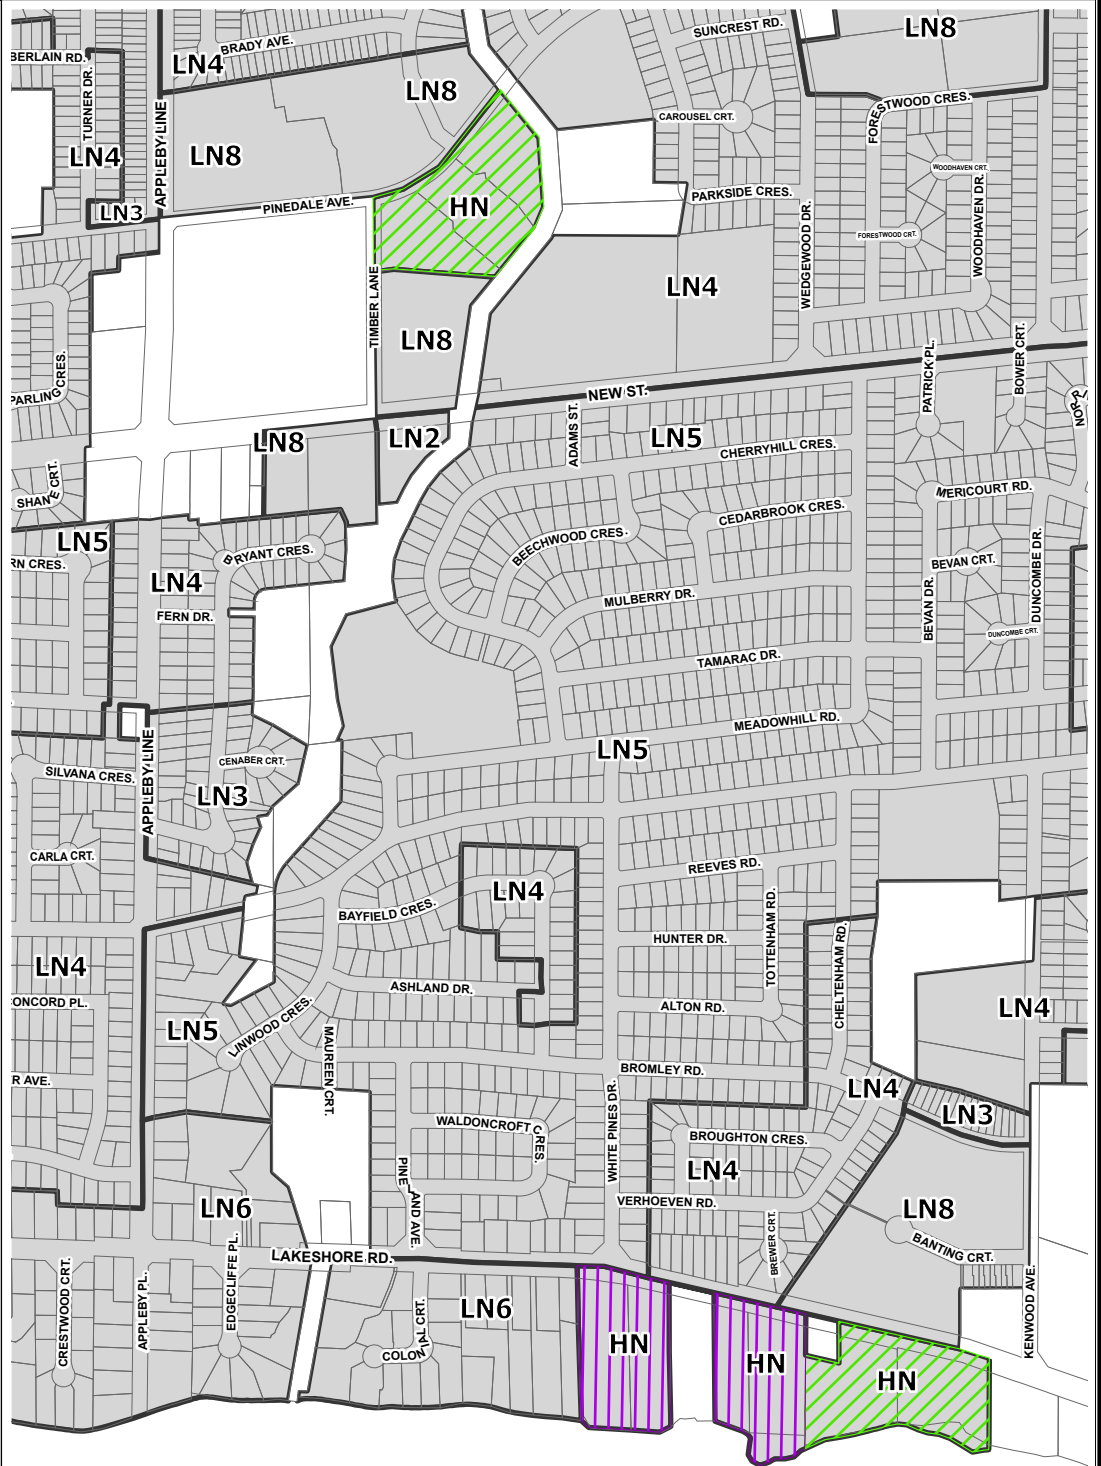 SUNCREST RD.
LN8
BRADY AVE.
BERLAIN RD.
LN4
TURNER DR.
LN8
FORESTWOOD CRES.
APPLEBY LINE
CAROUSEL CRT.
LN4
LN8
WOODHAVEN CRT.
PARKSIDE CRES.
HN
PINEDALE AVE.
LN3
WEDGEWOOD DR.
WOODHAVEN DR.
FORESTWOOD CRT.
LN4
TIMBER LANE
LN8
PARLING CRES.
NEW ST.
PATRICK PL.
BOWER CRT.
NOR
LN8
LN2
ADAMS ST.
LN5
CHERRYHILL CRES.
SHANE CRT.
MERICOURT RD.
CEDARBROOK CRES.
BEECHWOOD CRES.
LN5
BRYANT CRES.
RN CRES.
LN4
BEVAN CRT.
DUNCOMBE DR.
MULBERRY DR.
BEVAN DR.
FERN DR.
DUNCOMBE CRT.
TAMARAC DR.
MEADOWHILL RD.
LN5
CENABER CRT.
SILVANA CRES.
APPLEBY LINE
LN3
CARLA CRT.
REEVES RD.
LN4
BAYFIELD CRES.
TOTTENHAM RD.
HUNTER DR.
CHELTENHAM RD.
LN4
ASHLAND DR.
CONCORD PL.
ALTON RD.
LN4
LN5
LINWOOD CRES.
MAUREEN CRT.
BROMLEY RD.
R AVE.
LN4
LN3
WHITE PINES DR.
WALDONCROFT CRES.
BROUGHTON CRES.
LN4
PINELAND AVE.
VERHOEVEN RD.
LN6
LN8
BREWER CRT.
BANTING CRT.
LAKESHORE RD.
EDGECLIFFE PL.
CRESTWOOD CRT.
APPLEBY PL.
KENWOOD AVE.
LN6
COLONIAL CRT.
HN
HN
HN